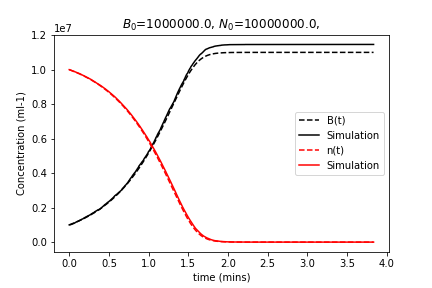 B₀=1000000.0, N₀=10000000.0,
1e7
1.2
1.0
0.8
0.6
0.4
0.2
0.0
Concentration (ml-1)
B(t)
Simulation
n(t)
Simulation
0.0 0.5 1.0 1.5 2.0 2.5 3.0 3.5 4.0
time (mins)